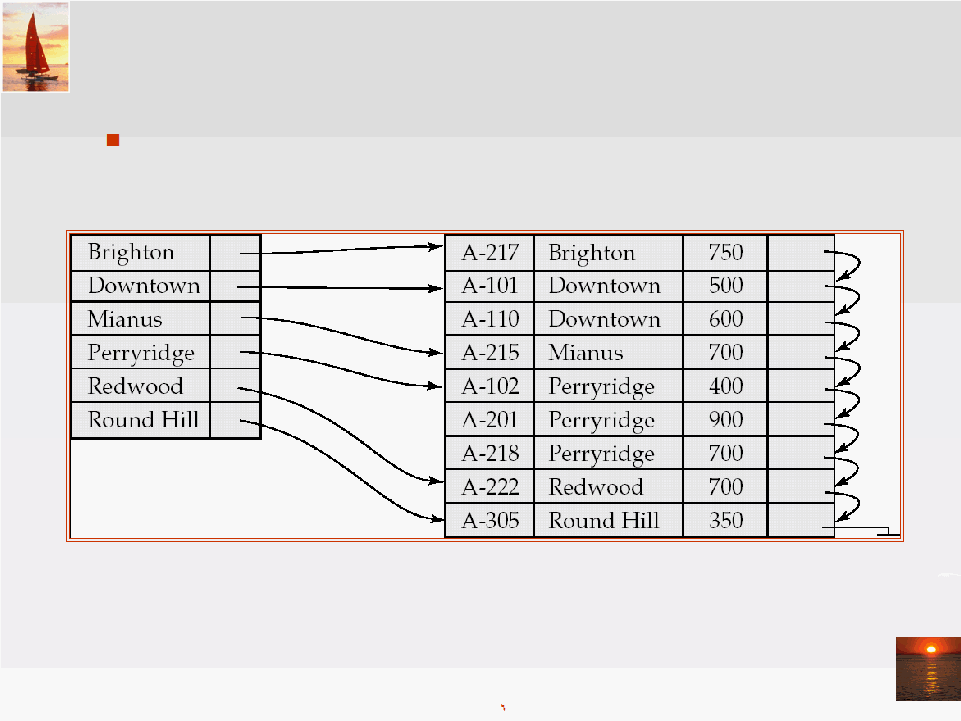 Brighton
Downtown
Mianus
Perryridge
Redwood
Round Hill
A-217 Brighton 750
A-101 Downtown 500
A-110 Downtown 600
A-215 Mianus 700
A-102 Perryridge 400
A-201 Perryridge 900
A-218 Perryridge 700
A-222 Redwood 700
A-305 Round Hill 350